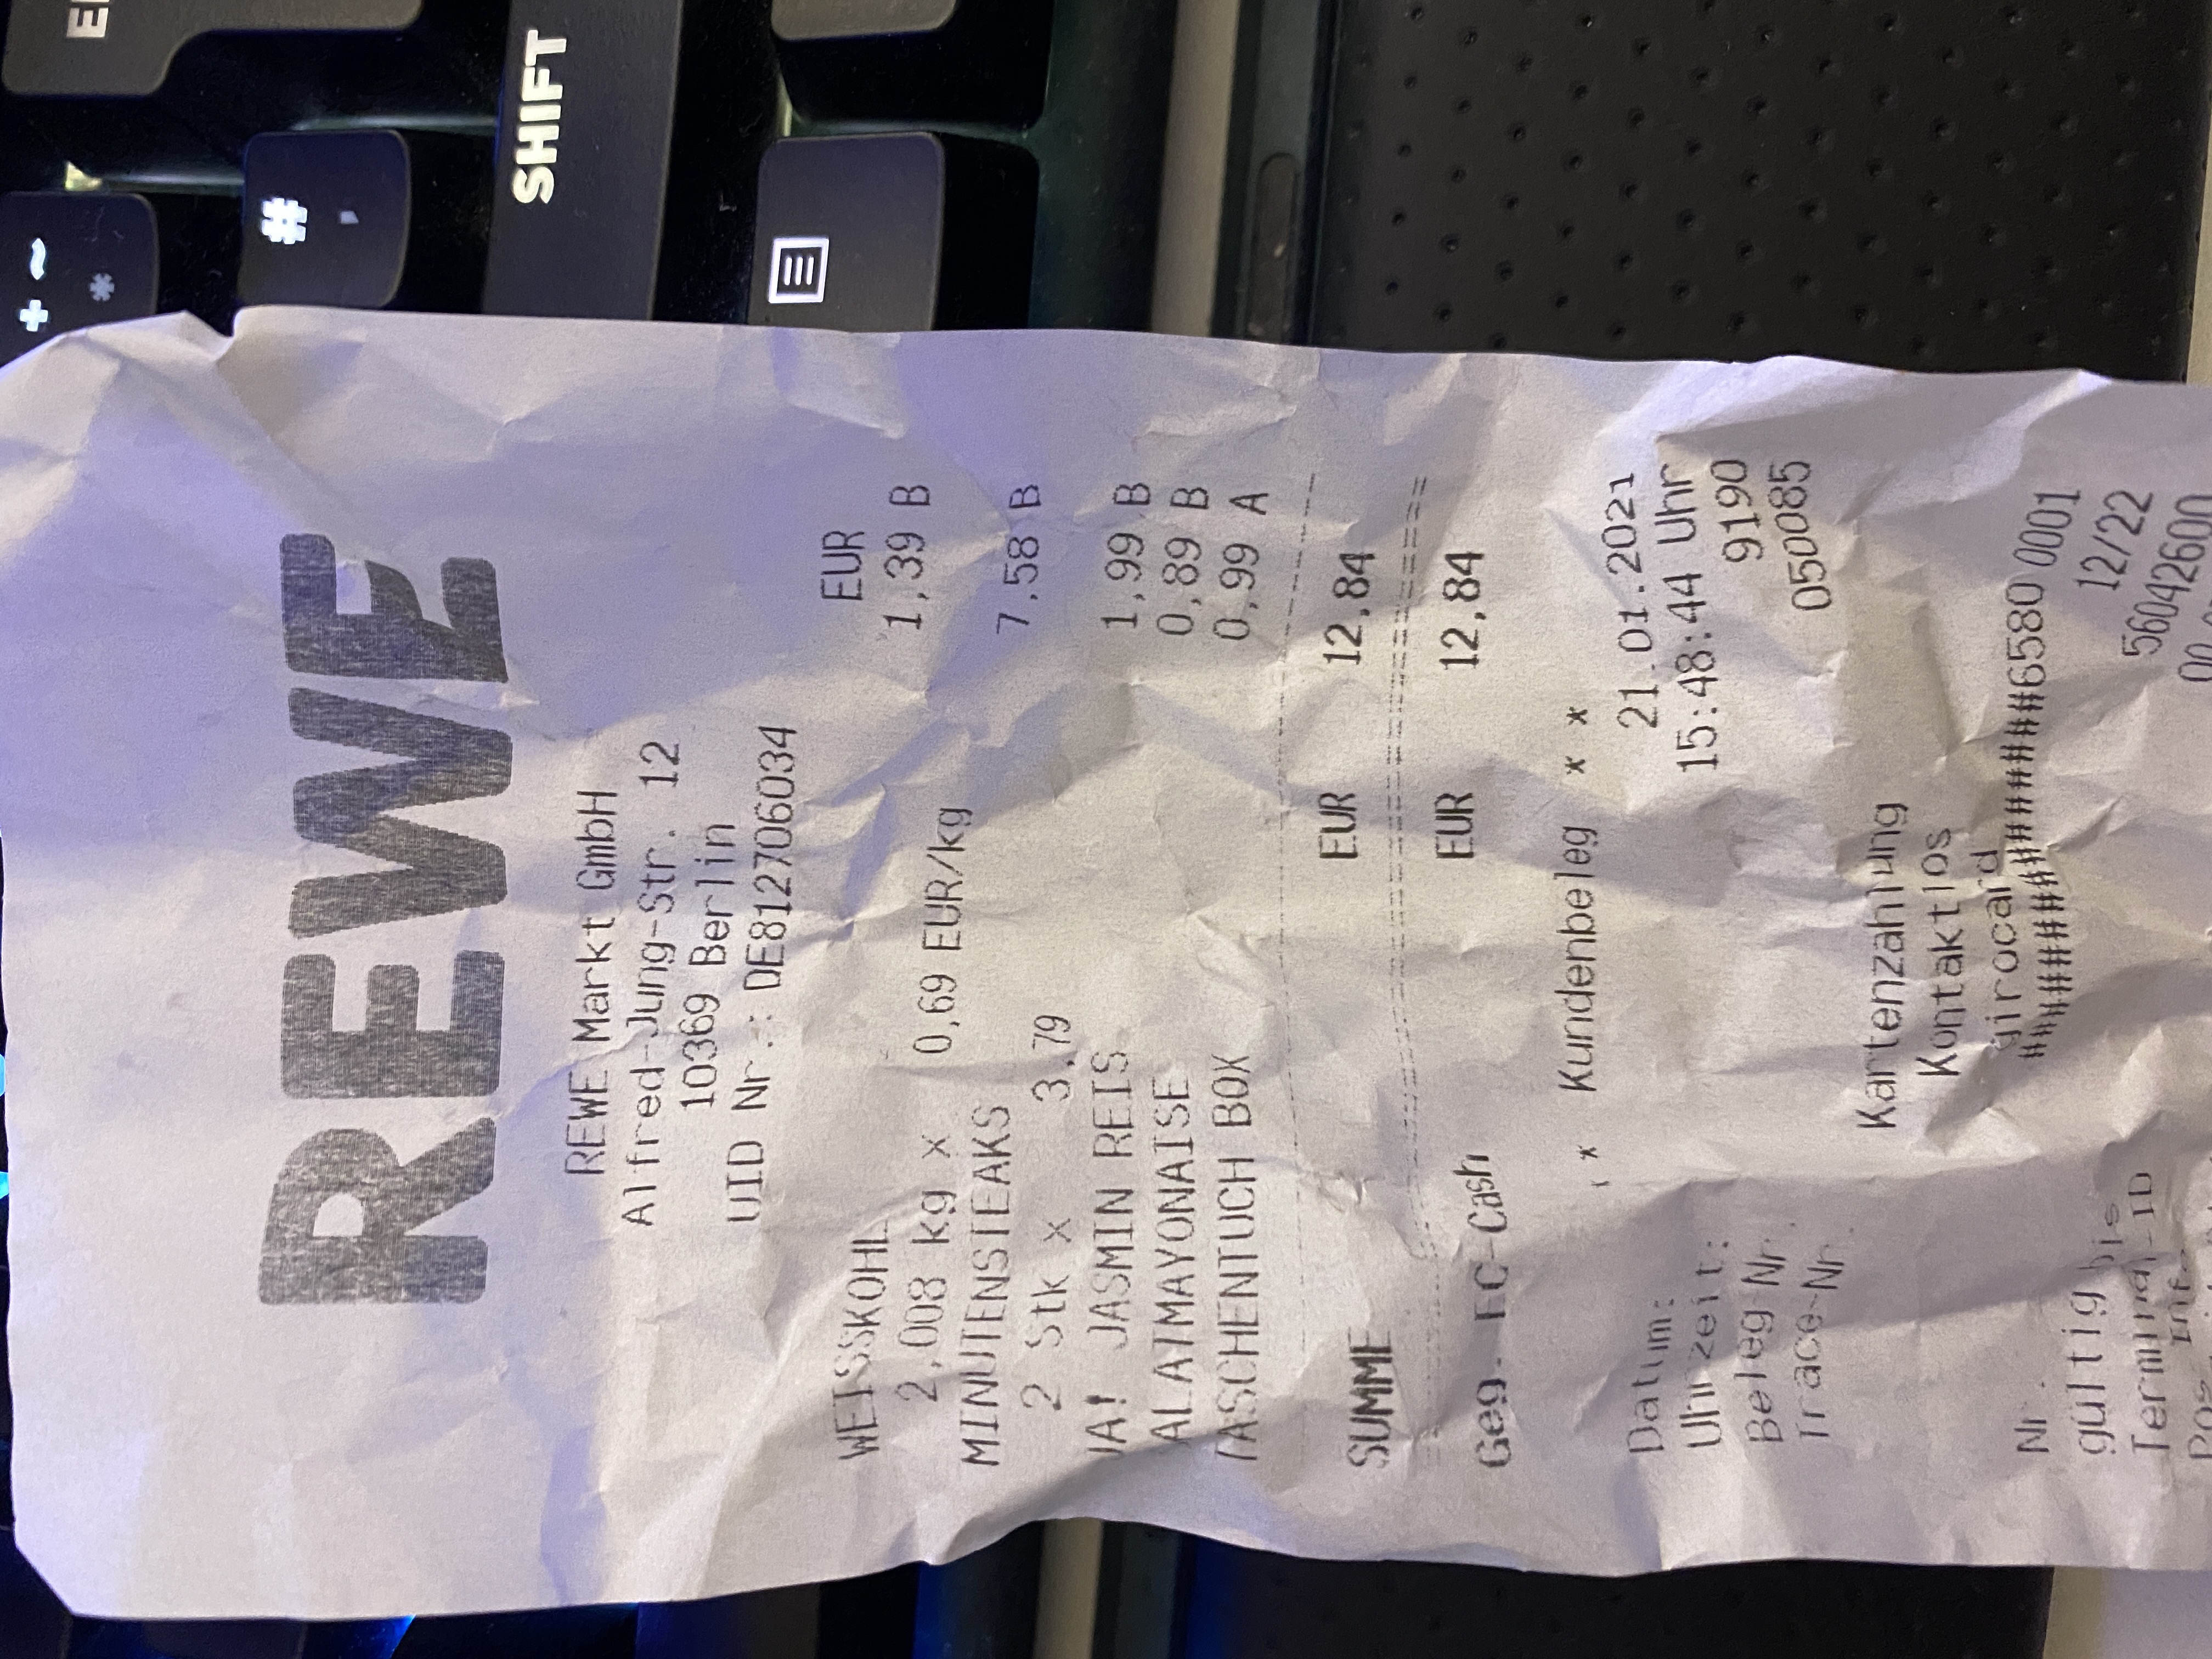 + ~
*
#
'
SHIFT
REWE
REWE Markt GmbH
Alfred-Jung-Str. 12
10369 Berlin
UID Nr.: DE812706034
EUR
WEISSKOHL 1,39 B
2,008 kg x 0,69 EUR/kg
MINUTENSTEAKS 7,58 B
2 Stk x 3,79
JA! JASMIN REIS 1,99 B
ALATMAYONAISE 0,89 B
TASCHENTUCH BOX 0,99 A
SUMME EUR 12,84
Geg. EC-Cash EUR 12,84
* Kundenbeleg * *
Datum: 21.01.2021
Uhrzeit: 15:48:44 Uhr
Beleg-Nr. 9190
Trace-Nr. 050085
Kartenzahlung
Kontaktlos
girocard
Nr. ##############6580 0001
gültig bis 12/22
Terminal-ID 56042600
Pos-Info